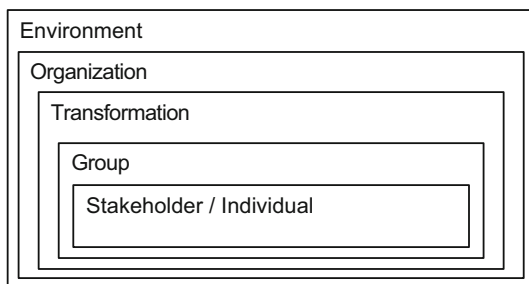 Environment
Organization
Transformation
Group
Stakeholder / Individual